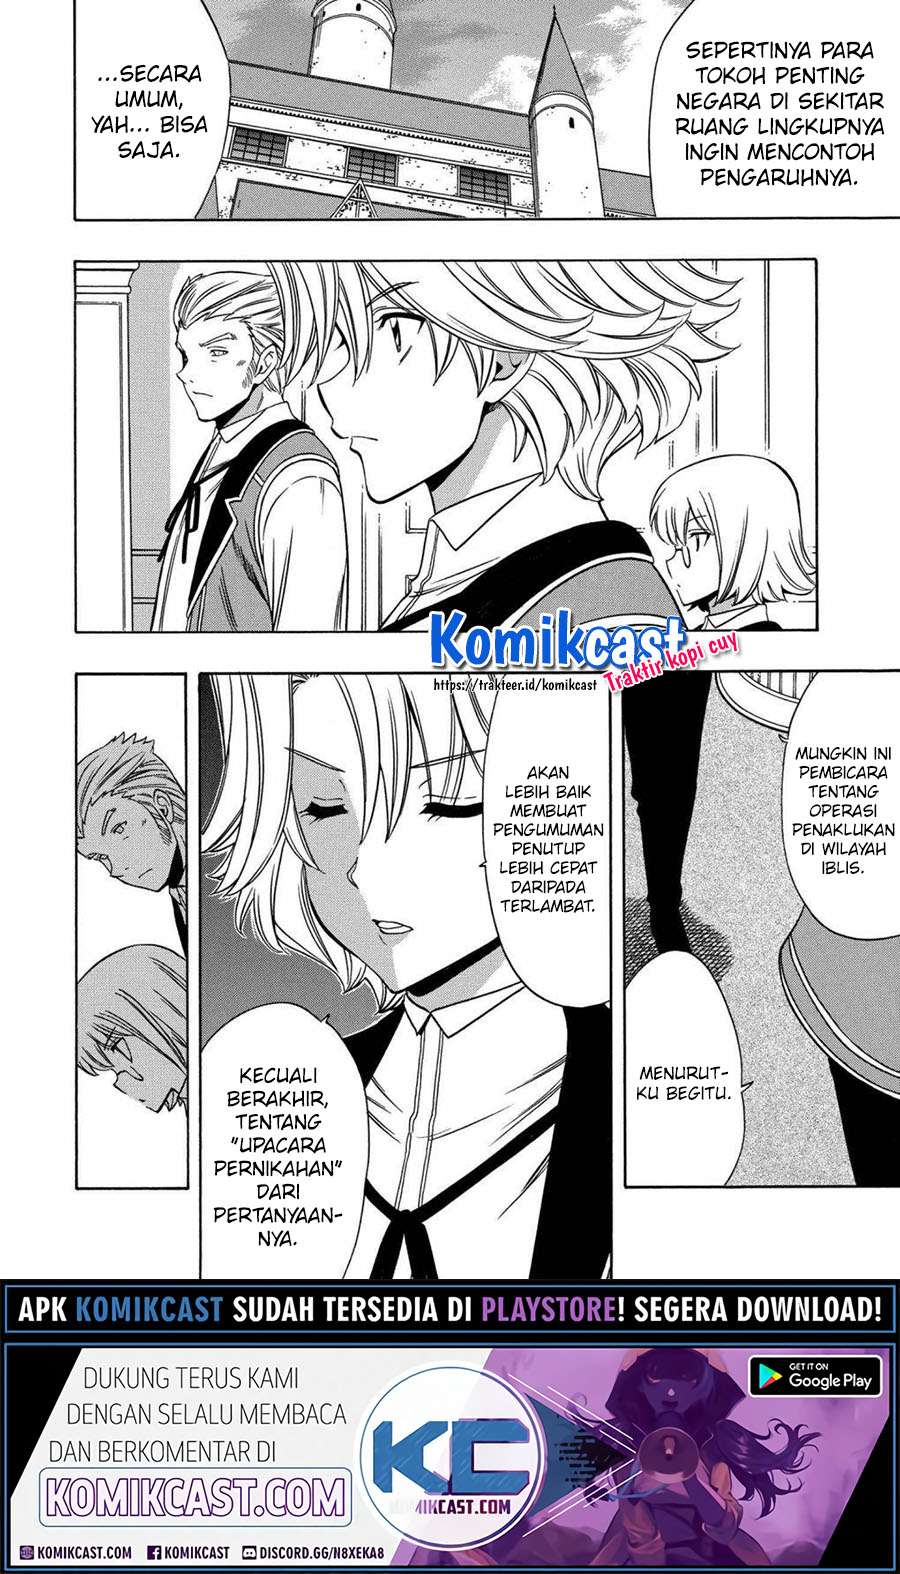 SEPERTINYA PARA
TOKOH PENTING
NEGARA DI SEKITAR
RUANG LINGKUPNYA
INGIN MENCONTOH
PENGARUHNYA.
...SECARA
UMUM,
YAH... BISA
SAJA.
Komikcast
Traktir kopi cuy
https://trakteer.id/komikcast
MUNGKIN INI
PEMBICARA
TENTANG
OPERASI
PENAKLUKAN
DI WILAYAH
IBLIS.
MENURUT-
KU BEGITU.
AKAN
LEBIH BAIK
MEMBUAT
PENGUMUMAN
PENUTUP
LEBIH CEPAT
DARIPADA
TERLAMBAT.
KECUALI
BERAKHIR,
TENTANG
"UPACARA
PERNIKAHAN"
DARI
PERTANYAAN-
NYA.
APK KOMIKCAST SUDAH TERSEDIA DI PLAYSTORE! SEGERA DOWNLOAD!
DUKUNG TERUS KAMI
DENGAN SELALU MEMBACA
DAN BERKOMENTAR DI
KOMIKCAST.COM
KOMIKCAST.COM KOMIKCAST DISCORD.GG/N8XEKA8
KC
KOMIKCAST.COM
GET IT ON
Google Play